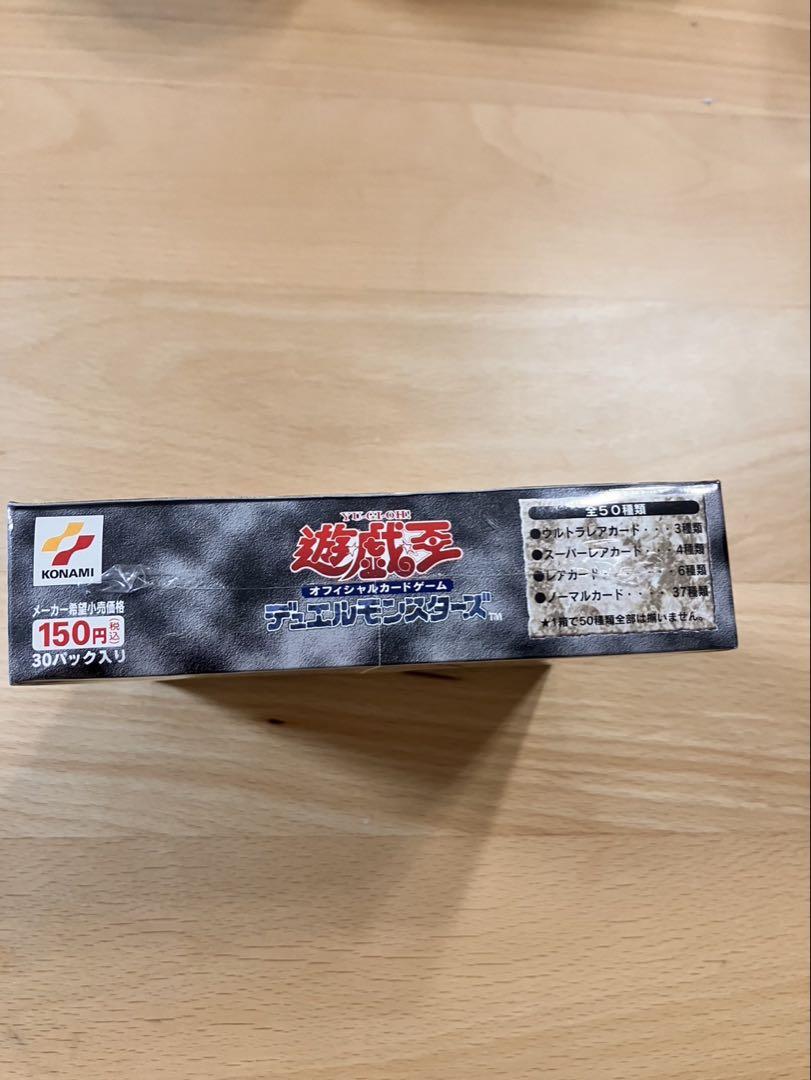 KONAMI
メーカー希望小売価格
150円(税込)
30パック入り
YU-GI-OH!
遊戯王
オフィシャルカードゲーム
デュエルモンスターズ™
全50種類
●ウルトラレアカード・・・3種類
●スーパーレアカード・・・4種類
●レアカード・・・・・・6種類
●ノーマルカード・・・・37種類
★1箱で50種類全部は揃いません。